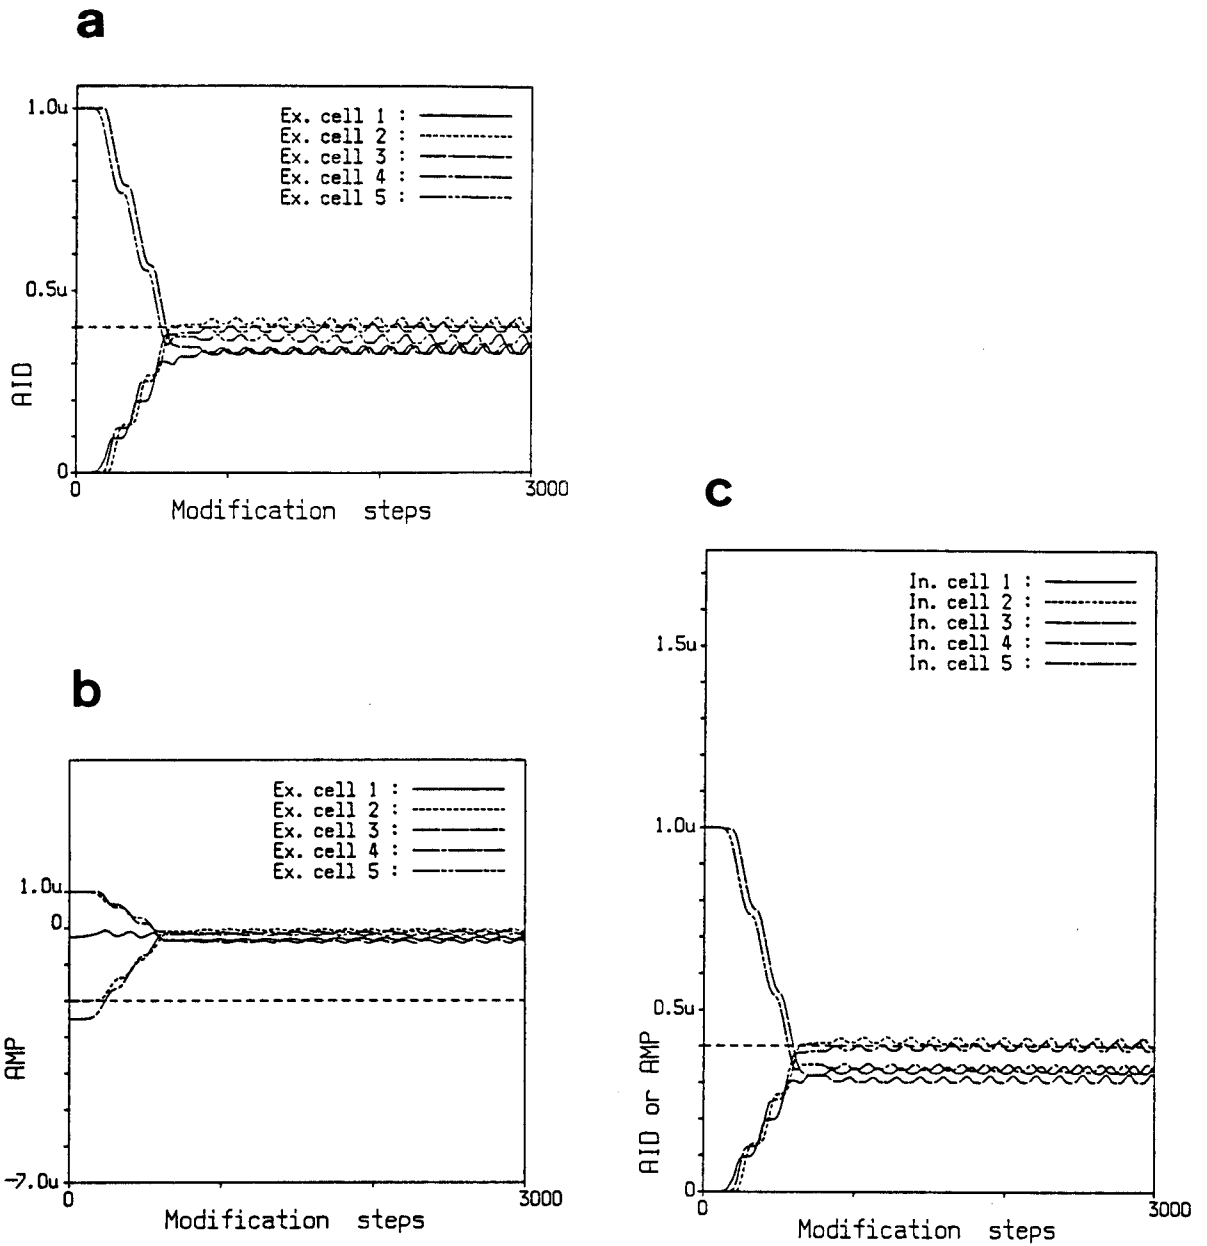 a
1.0u
Ex. cell 1 :
Ex. cell 2 :
Ex. cell 3 :
Ex. cell 4 :
Ex. cell 5 :
0.5u
AID
0
0
3000
Modification steps
b
Ex. cell 1 :
Ex. cell 2 :
Ex. cell 3 :
Ex. cell 4 :
Ex. cell 5 :
1.0u
0
AMP
-7.0u
0
3000
Modification steps
c
In. cell 1 :
In. cell 2 :
In. cell 3 :
In. cell 4 :
In. cell 5 :
1.5u
1.0u
0.5u
AID or AMP
0
0
3000
Modification steps